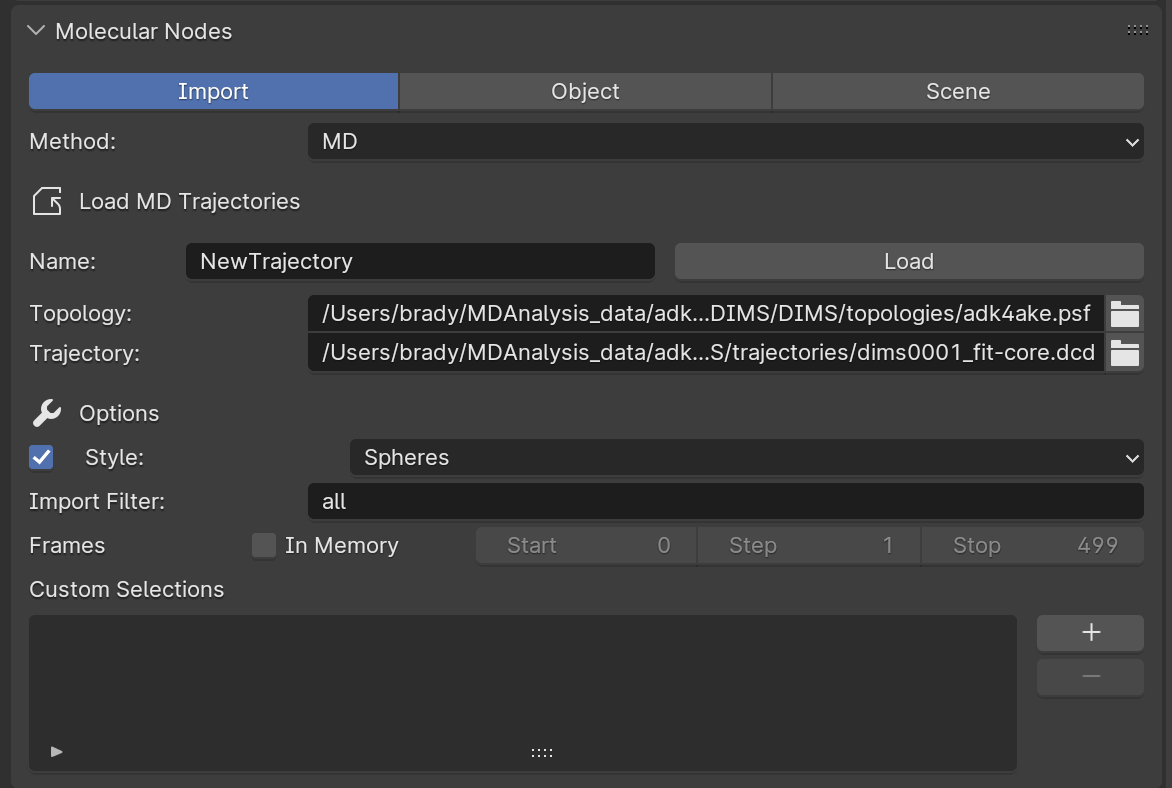 Molecular Nodes
Import Object Scene
Method: MD
Load MD Trajectories
Name: NewTrajectory Load
Topology: /Users/brady/MDAnalysis_data/adk...DIMS/DIMS/topologies/adk4ake.psf
Trajectory: /Users/brady/MDAnalysis_data/adk...S/trajectories/dims0001_fit-core.dcd
Options
Style: Spheres
Import Filter: all
Frames In Memory Start 0 Step 1 Stop 499
Custom Selections